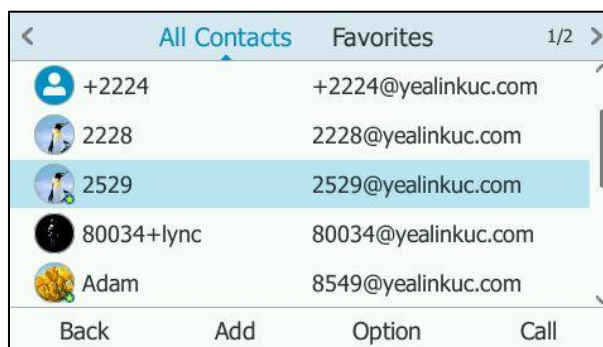 All Contacts Favorites 1/2
+2224 +2224@yealinkuc.com
2228 2228@yealinkuc.com
2529 2529@yealinkuc.com
80034+lync 80034@yealinkuc.com
Adam 8549@yealinkuc.com
Back Add Option Call